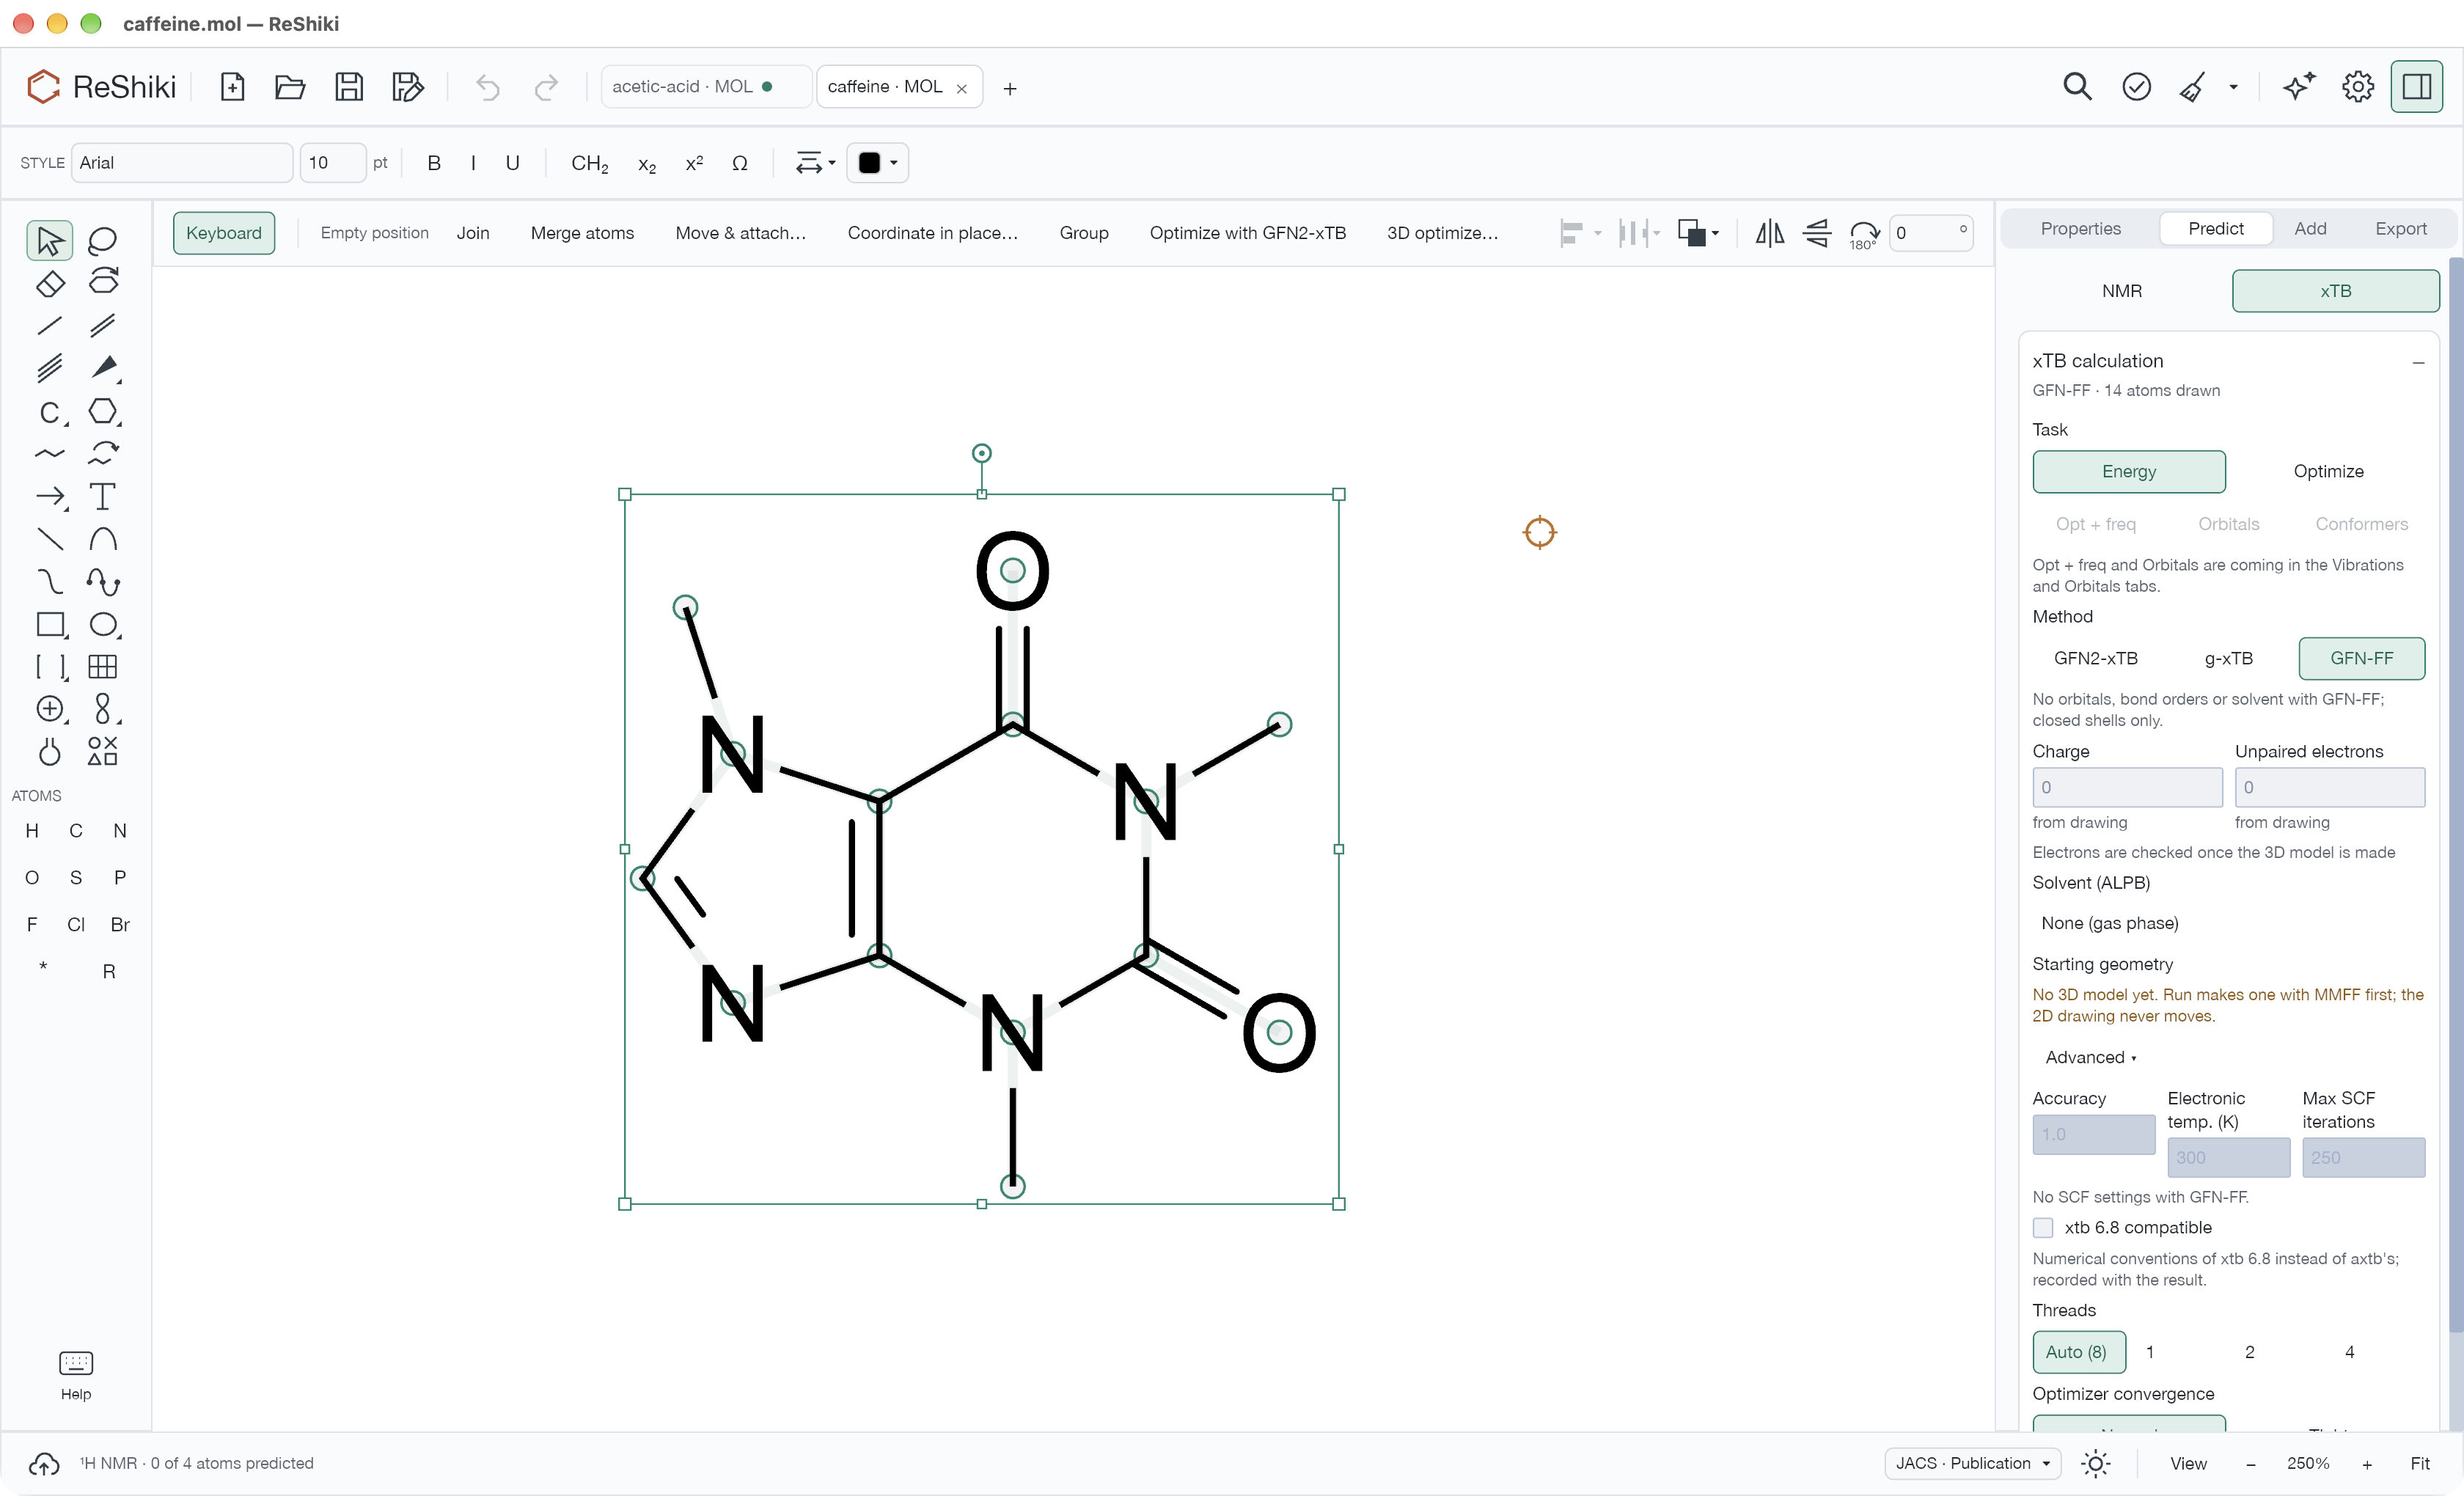 caffeine.mol — ReShiki
ReShiki
acetic-acid · MOL
caffeine · MOL
STYLE
Arial
10
pt
B I U
CH₂ x₂ x² Ω
Keyboard
Empty position
Join
Merge atoms
Move & attach...
Coordinate in place...
Group
Optimize with GFN2-xTB
3D optimize...
180°
0 °
Properties
Predict
Add
Export
NMR
xTB
xTB calculation
GFN-FF · 14 atoms drawn
Task
Energy
Optimize
Opt + freq
Orbitals
Conformers
Opt + freq and Orbitals are coming in the Vibrations
and Orbitals tabs.
Method
GFN2-xTB
g-xTB
GFN-FF
No orbitals, bond orders or solvent with GFN-FF;
closed shells only.
Charge
Unpaired electrons
0
0
from drawing
from drawing
Electrons are checked once the 3D model is made
Solvent (ALPB)
None (gas phase)
Starting geometry
No 3D model yet. Run makes one with MMFF first; the
2D drawing never moves.
Advanced
Accuracy
Electronic
temp. (K)
Max SCF
iterations
1.0
300
250
No SCF settings with GFN-FF.
xtb 6.8 compatible
Numerical conventions of xtb 6.8 instead of axtb's;
recorded with the result.
Threads
Auto (8)
1
2
4
Optimizer convergence
C
T
ATOMS
H C N
O S P
F Cl Br
* R
Help
O
N
N
N
N
O
¹H NMR · 0 of 4 atoms predicted
JACS · Publication
View
−
250%
+
Fit